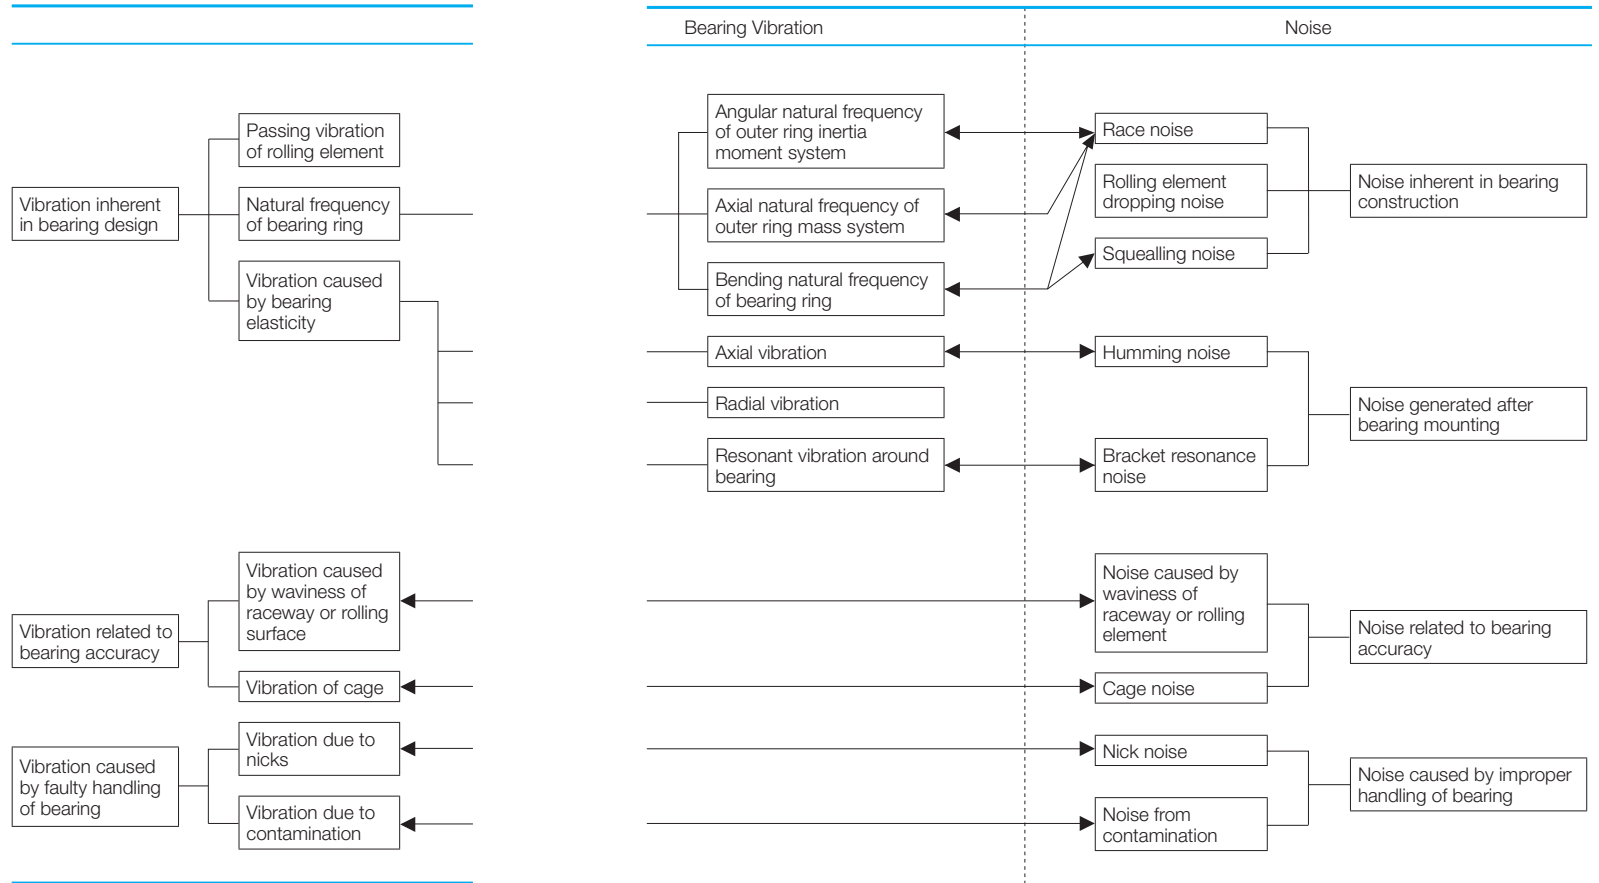 Bearing Vibration
Noise
Vibration inherent
in bearing design
Passing vibration
of rolling element
Natural frequency
of bearing ring
Vibration caused
by bearing
elasticity
Angular natural frequency
of outer ring inertia
moment system
Axial natural frequency of
outer ring mass system
Bending natural frequency
of bearing ring
Axial vibration
Radial vibration
Resonant vibration around
bearing
Race noise
Rolling element
dropping noise
Squealling noise
Humming noise
Bracket resonance
noise
Noise inherent in bearing
construction
Noise generated after
bearing mounting
Vibration related to
bearing accuracy
Vibration caused
by waviness of
raceway or rolling
surface
Vibration of cage
Noise caused by
waviness of
raceway or rolling
element
Cage noise
Noise related to bearing
accuracy
Vibration caused
by faulty handling
of bearing
Vibration due to
nicks
Vibration due to
contamination
Nick noise
Noise from
contamination
Noise caused by improper
handling of bearing